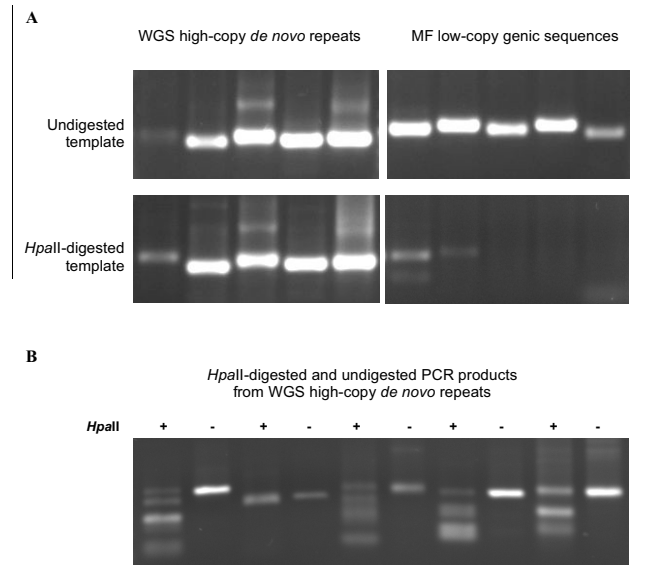 A
WGS high-copy de novo repeats
MF low-copy genic sequences
Undigested
template
HpaII-digested
template
B
HpaII-digested and undigested PCR products
from WGS high-copy de novo repeats
HpaII + - + - + - + - + -